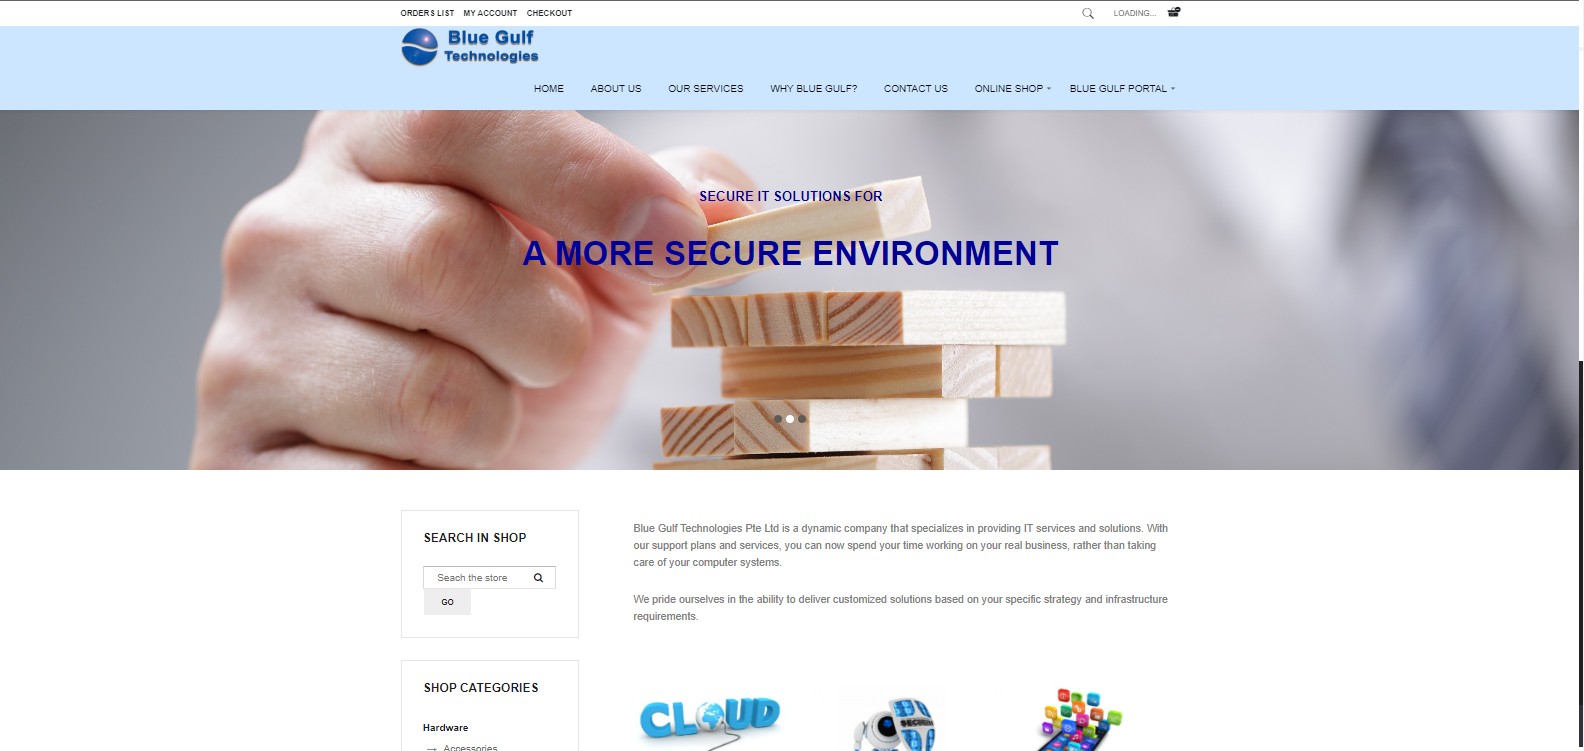 ORDERS LIST MY ACCOUNT CHECKOUT
LOADING...
Blue Gulf
Technologies
HOME ABOUT US OUR SERVICES WHY BLUE GULF? CONTACT US ONLINE SHOP BLUE GULF PORTAL
SECURE IT SOLUTIONS FOR
A MORE SECURE ENVIRONMENT
SEARCH IN SHOP
Seach the store
GO
SHOP CATEGORIES
Hardware
→ Accessories
Blue Gulf Technologies Pte Ltd is a dynamic company that specializes in providing IT services and solutions. With
our support plans and services, you can now spend your time working on your real business, rather than taking
care of your computer systems.
We pride ourselves in the ability to deliver customized solutions based on your specific strategy and infrastructure
requirements.
CLOUD
SECURITY